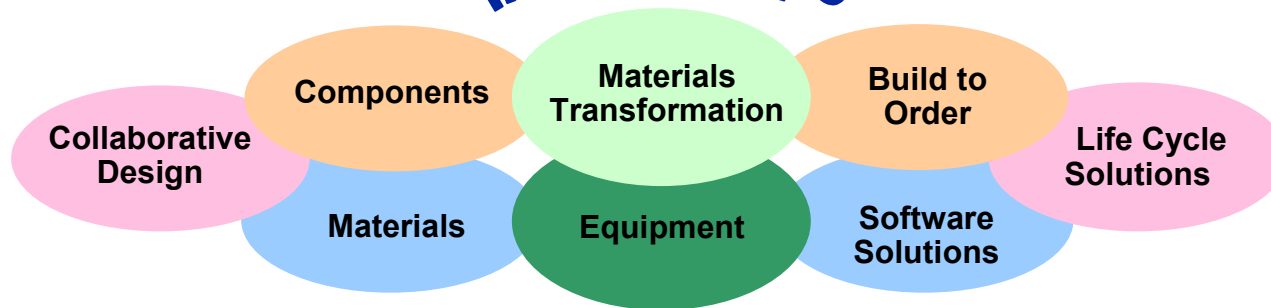 Components
Materials
Transformation
Build to
Order
Collaborative
Design
Life Cycle
Solutions
Materials
Equipment
Software
Solutions